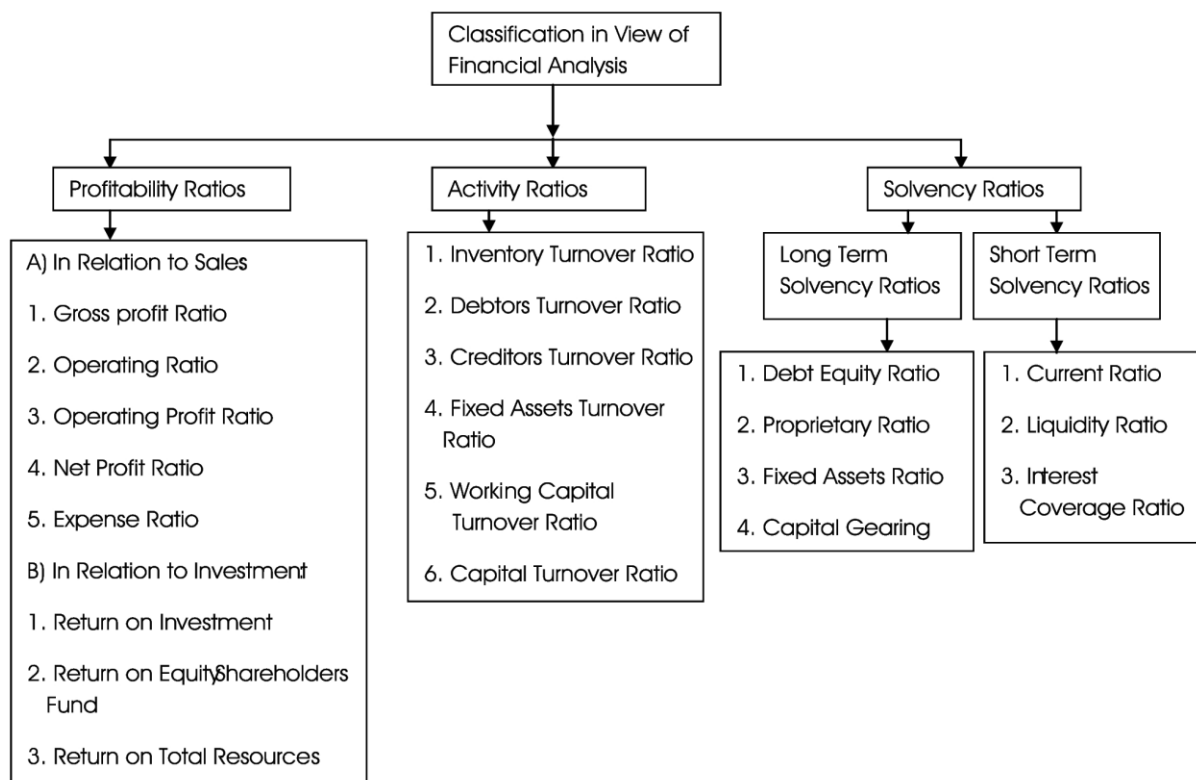 Classification in View of
Financial Analysis
Profitability Ratios
Activity Ratios
Solvency Ratios
A) In Relation to Sales
1. Gross profit Ratio
2. Operating Ratio
3. Operating Profit Ratio
4. Net Profit Ratio
5. Expense Ratio
B) In Relation to Investment
1. Return on Investment
2. Return on Equity Shareholders
Fund
3. Return on Total Resources
1. Inventory Turnover Ratio
2. Debtors Turnover Ratio
3. Creditors Turnover Ratio
4. Fixed Assets Turnover
Ratio
5. Working Capital
Turnover Ratio
6. Capital Turnover Ratio
Long Term
Solvency Ratios
1. Debt Equity Ratio
2. Proprietary Ratio
3. Fixed Assets Ratio
4. Capital Gearing
Short Term
Solvency Ratios
1. Current Ratio
2. Liquidity Ratio
3. Interest
Coverage Ratio